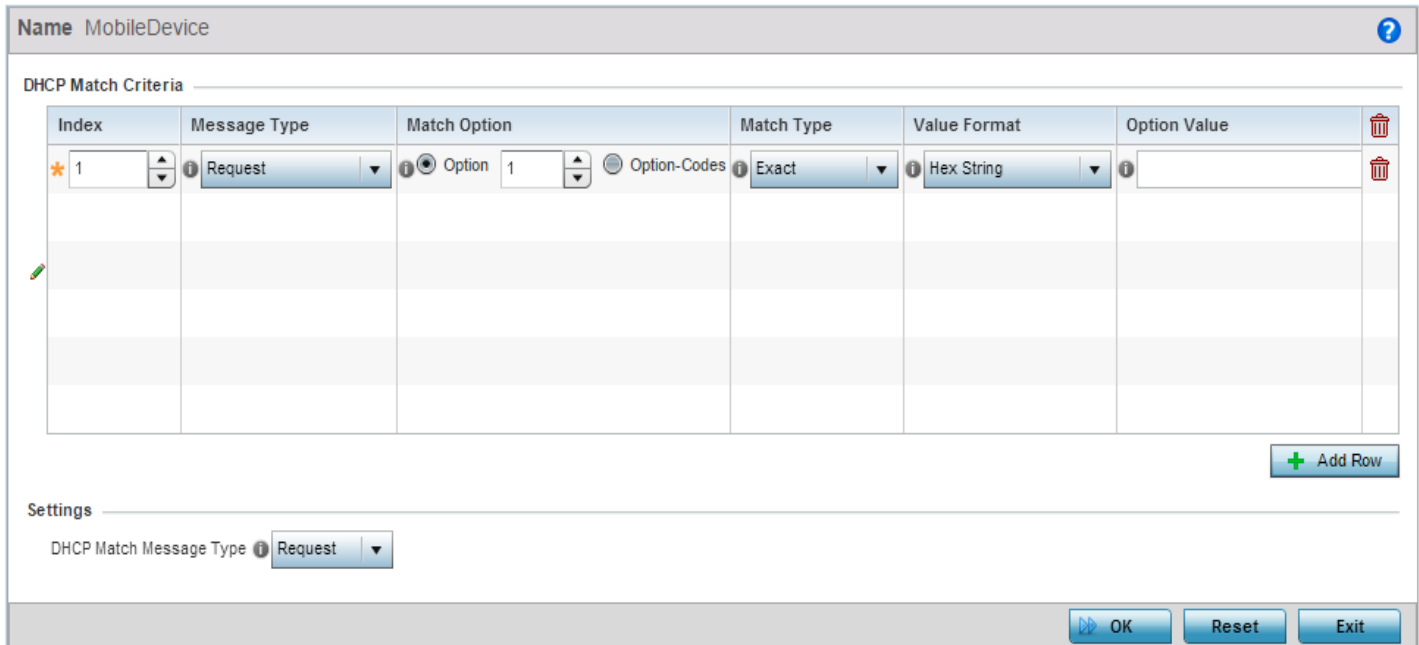 Name MobileDevice
DHCP Match Criteria
Index Message Type Match Option Match Type Value Format Option Value
1 Request Option 1 Option-Codes Exact Hex String
Add Row
Settings
DHCP Match Message Type Request
OK Reset Exit